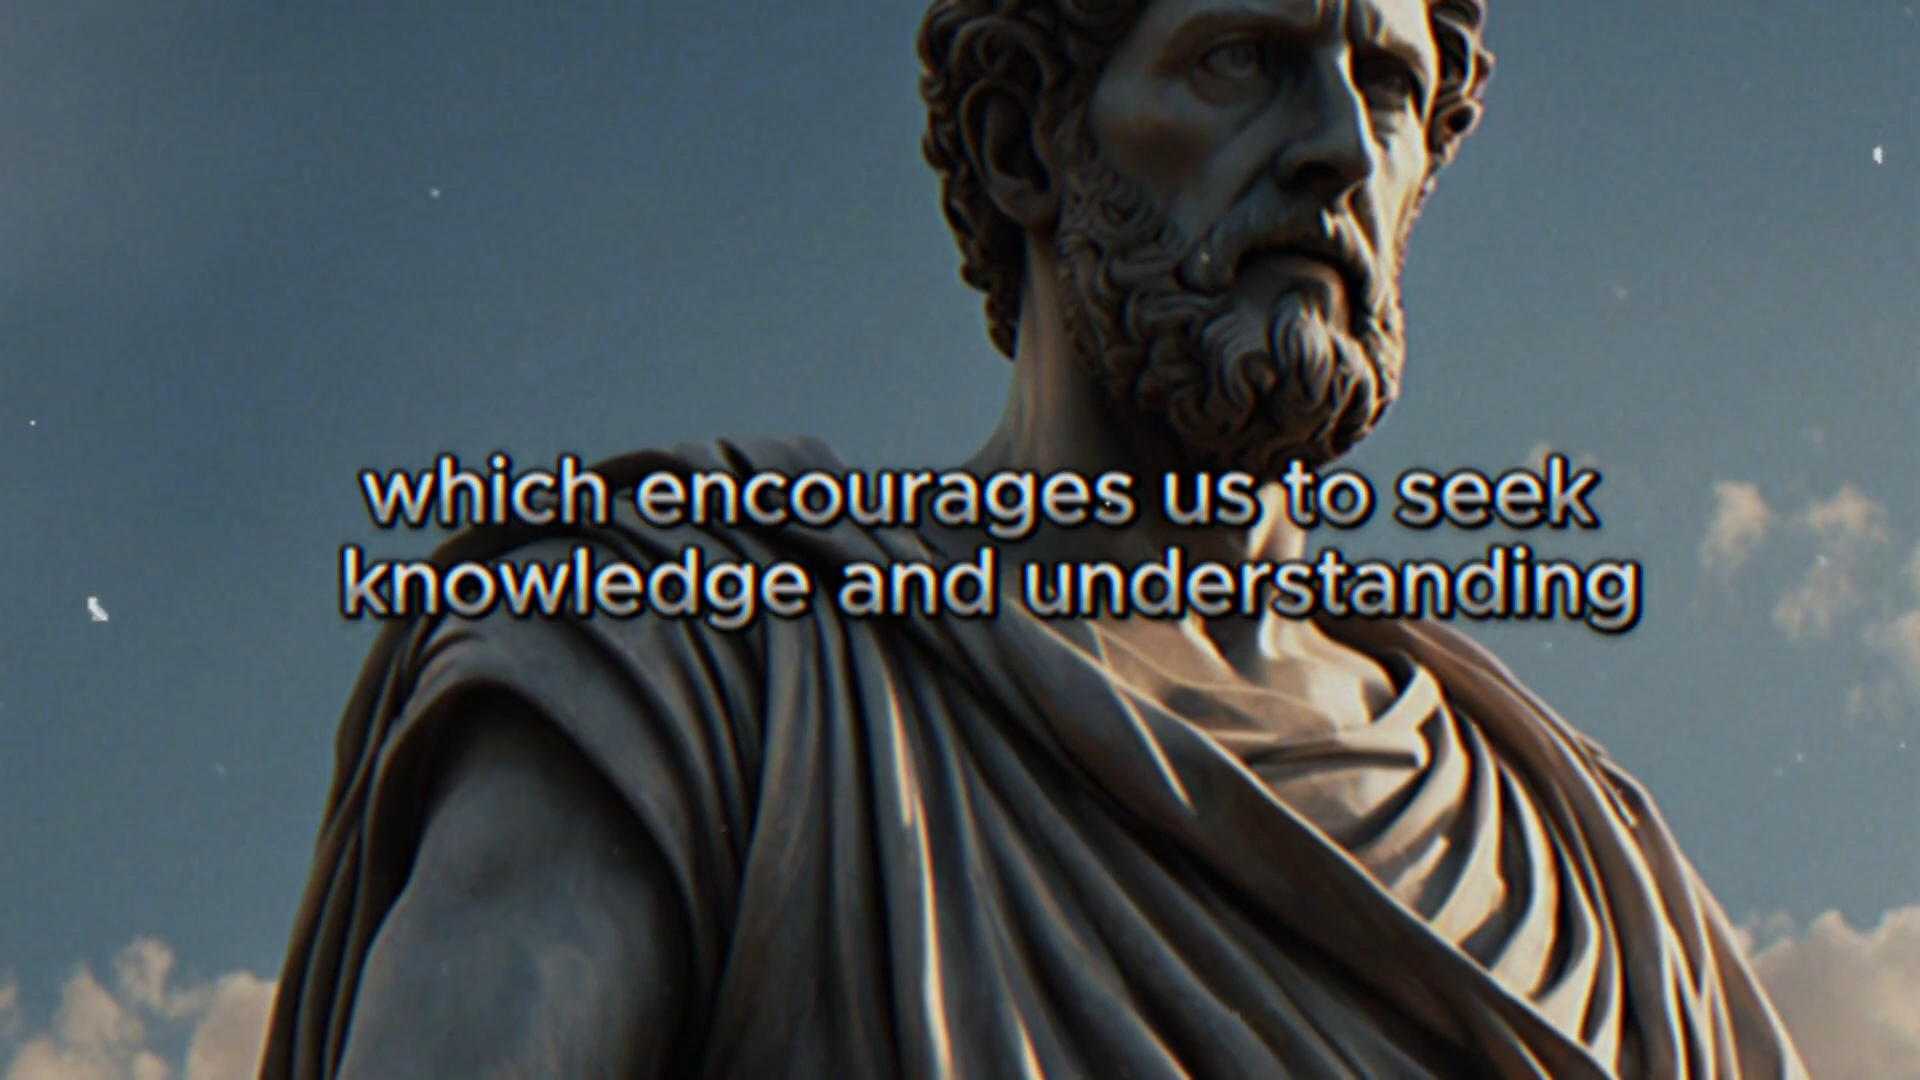 which encourages us to seek
knowledge and understanding